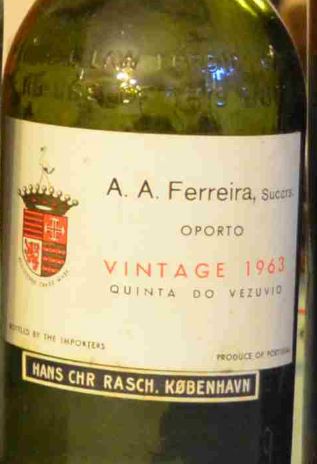 A. A. Ferreira, Sucrs.
OPORTO
VINTAGE 1963
QUINTA DO VEZUVIO
BOTTLED BY THE IMPORTERS
PRODUCE OF PORTUGAL
HANS CHR RASCH. KØBENHAVN